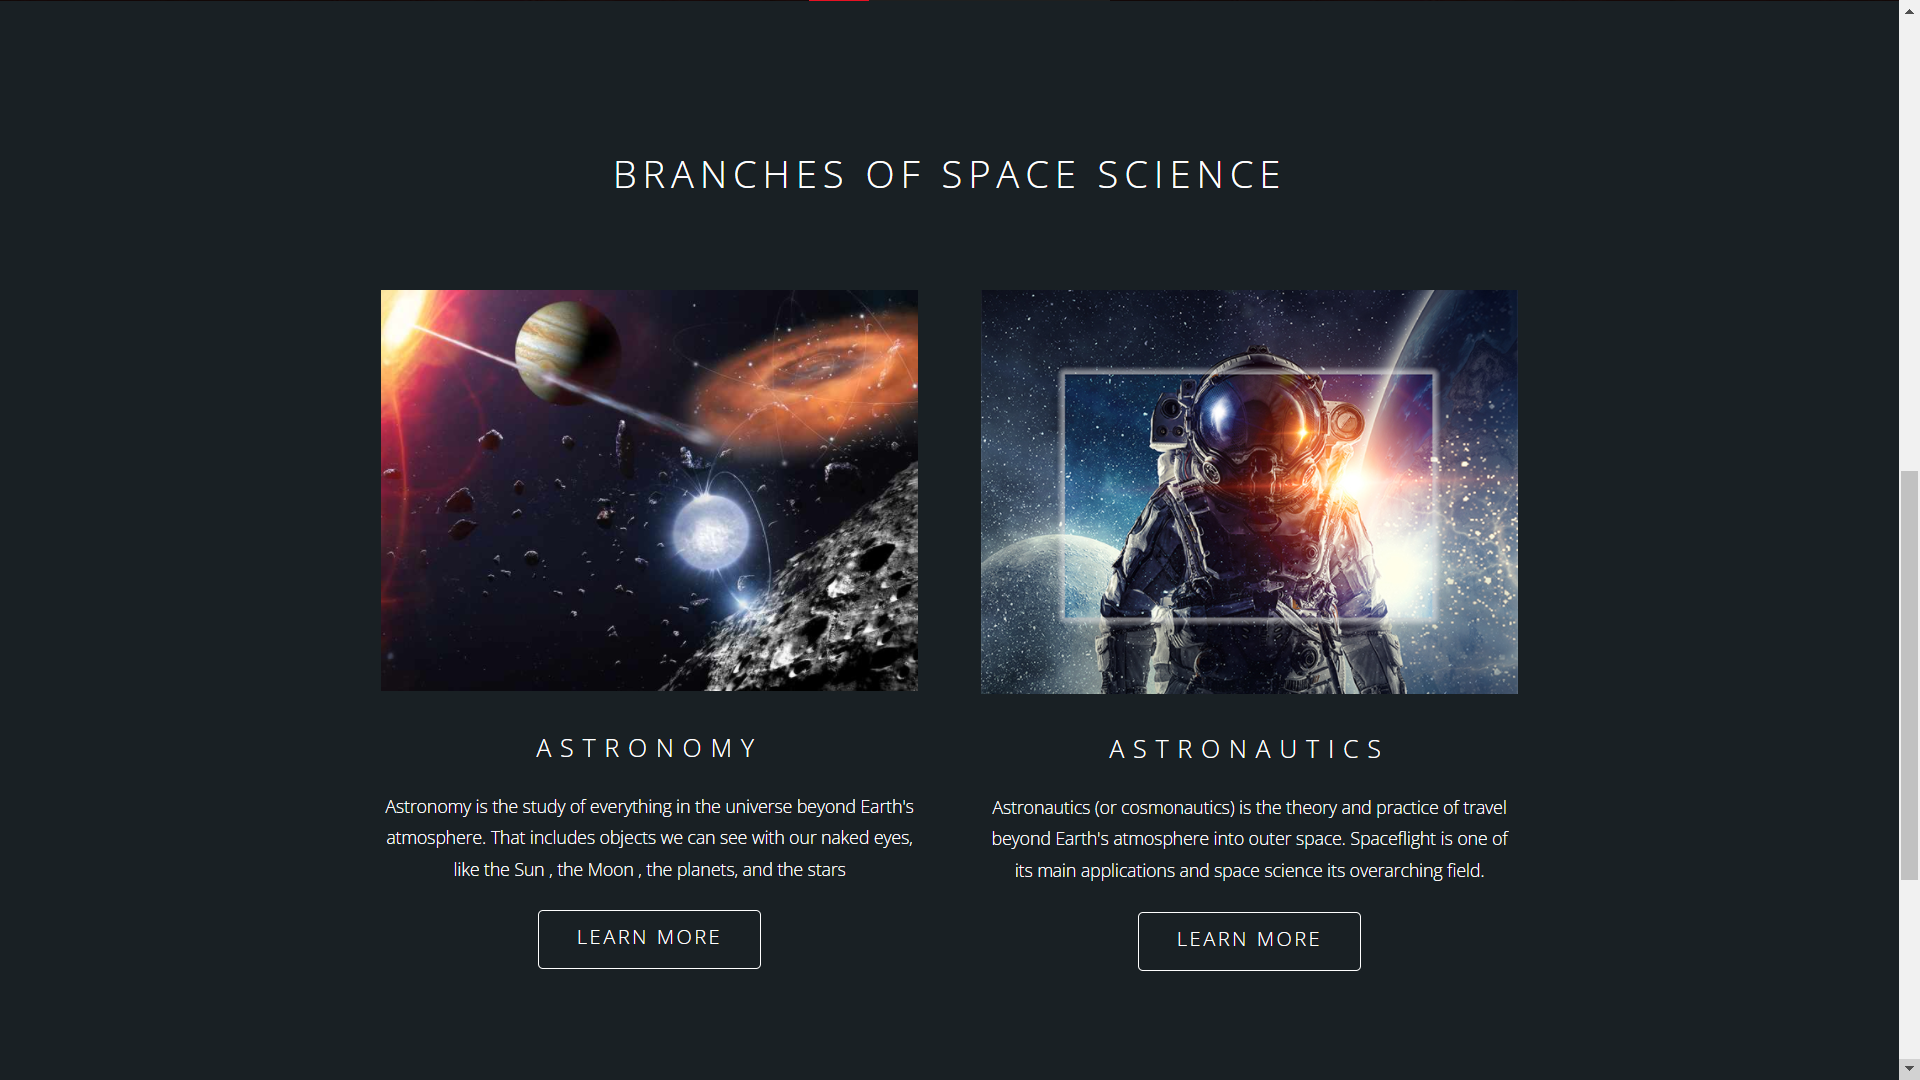 BRANCHES OF SPACE SCIENCE
ASTRONOMY
Astronomy is the study of everything in the universe beyond Earth's
atmosphere. That includes objects we can see with our naked eyes,
like the Sun , the Moon , the planets, and the stars
LEARN MORE
ASTRONAUTICS
Astronautics (or cosmonautics) is the theory and practice of travel
beyond Earth's atmosphere into outer space. Spaceflight is one of
its main applications and space science its overarching field.
LEARN MORE